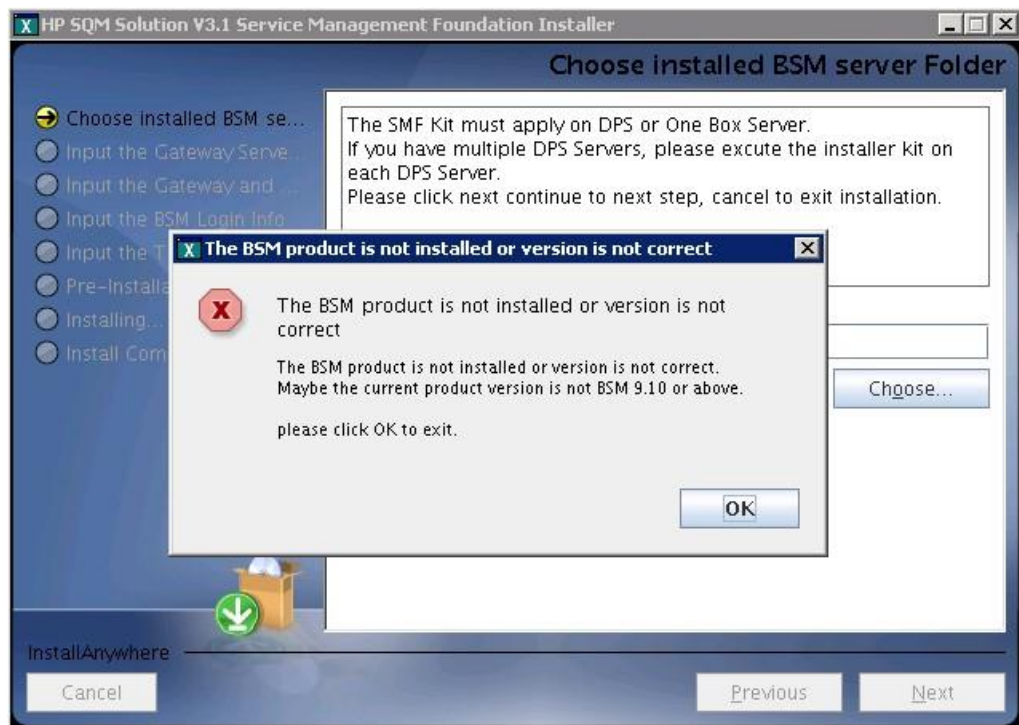 HP SQM Solution V3.1 Service Management Foundation Installer
Choose installed BSM server Folder
Choose installed BSM se...
Input the Gateway Serve...
Input the Gateway and ...
Input the BSM Login Info
Input the T
Pre-Installa
Installing...
Install Com
The SMF Kit must apply on DPS or One Box Server.
If you have multiple DPS Servers, please excute the installer kit on
each DPS Server.
Please click next continue to next step, cancel to exit installation.
The BSM product is not installed or version is not correct
The BSM product is not installed or version is not
correct
The BSM product is not installed or version is not correct.
Maybe the current product version is not BSM 9.10 or above.
please click OK to exit.
OK
Choose...
InstallAnywhere
Cancel
Previous
Next